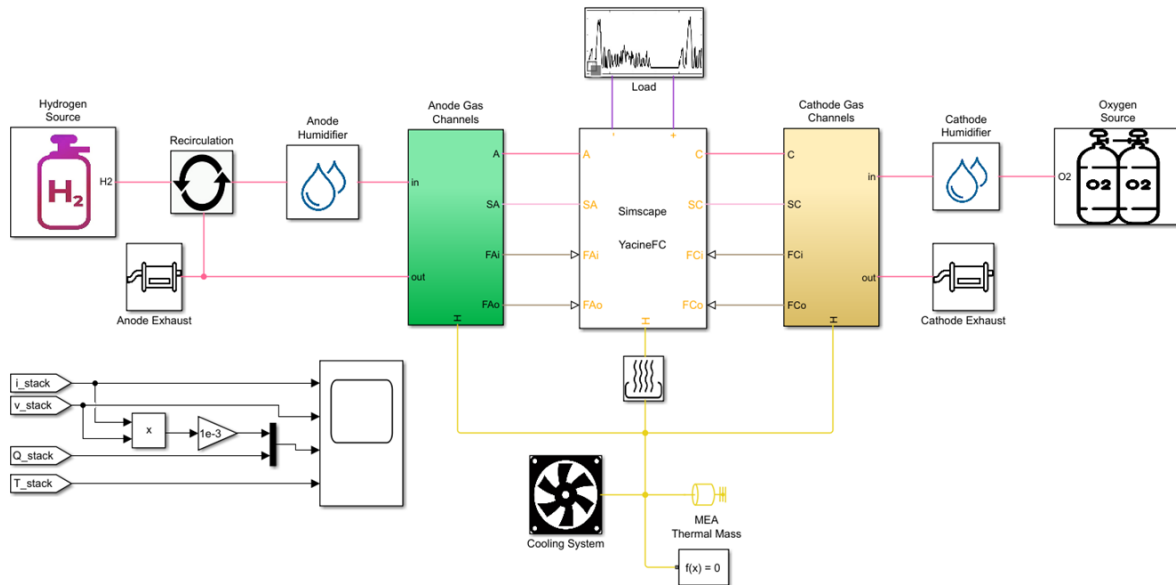 Load
Hydrogen
Source
H2
H2
Recirculation
Anode
Humidifier
Anode Exhaust
Anode Gas
Channels
in
out
A
SA
FAi
FAo
H
-
+
A
SA
FAi
FAo
Simscape
YacineFC
C
SC
FCi
FCo
H
Cathode Gas
Channels
C
SC
FCi
FCo
in
out
H
Cathode
Humidifier
Cathode Exhaust
Oxygen
Source
O2
O2 O2
i_stack
v_stack
x
1e-3
Q_stack
T_stack
Cooling System
MEA
Thermal Mass
f(x) = 0